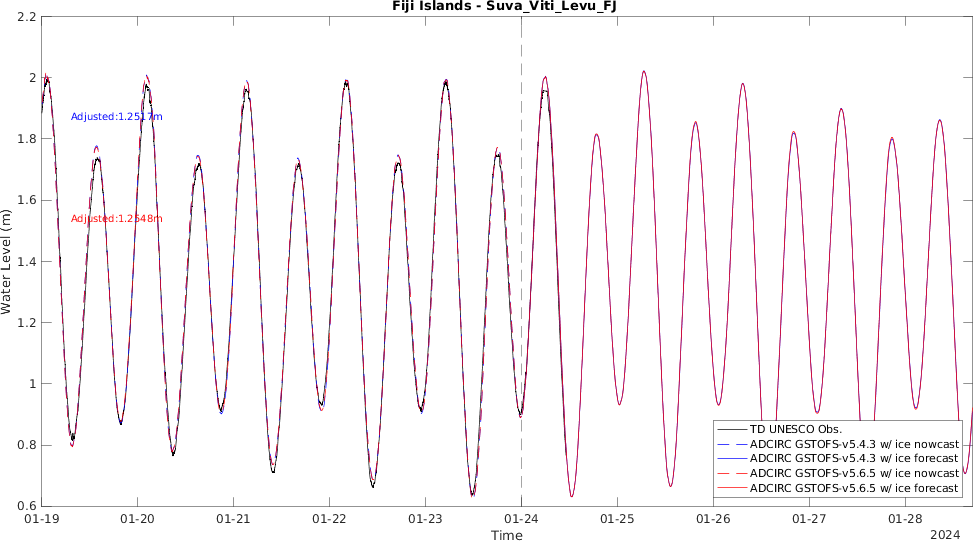 Fiji Islands - Suva_Viti_Levu_FJ
2.2
2
1.8
1.6
1.4
1.2
1
0.8
0.6
Water Level (m)
Adjusted:1.2517m
Adjusted:1.2548m
TD UNESCO Obs.
ADCIRC GSTOFS-v5.4.3 w/ ice nowcast
ADCIRC GSTOFS-v5.4.3 w/ ice forecast
ADCIRC GSTOFS-v5.6.5 w/ ice nowcast
ADCIRC GSTOFS-v5.6.5 w/ ice forecast
01-19 01-20 01-21 01-22 01-23 01-24 01-25 01-26 01-27 01-28
Time
2024